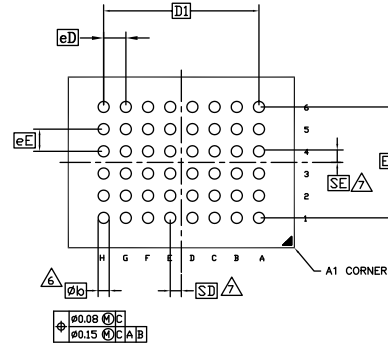 D1
eD
6
5
eE
4
3
SE 7
E
2
1
H G F E D C B A
A1 CORNER
6
Øb
SD 7
⌖ ø0.08 Ⓜ C
ø0.15 Ⓜ C A B